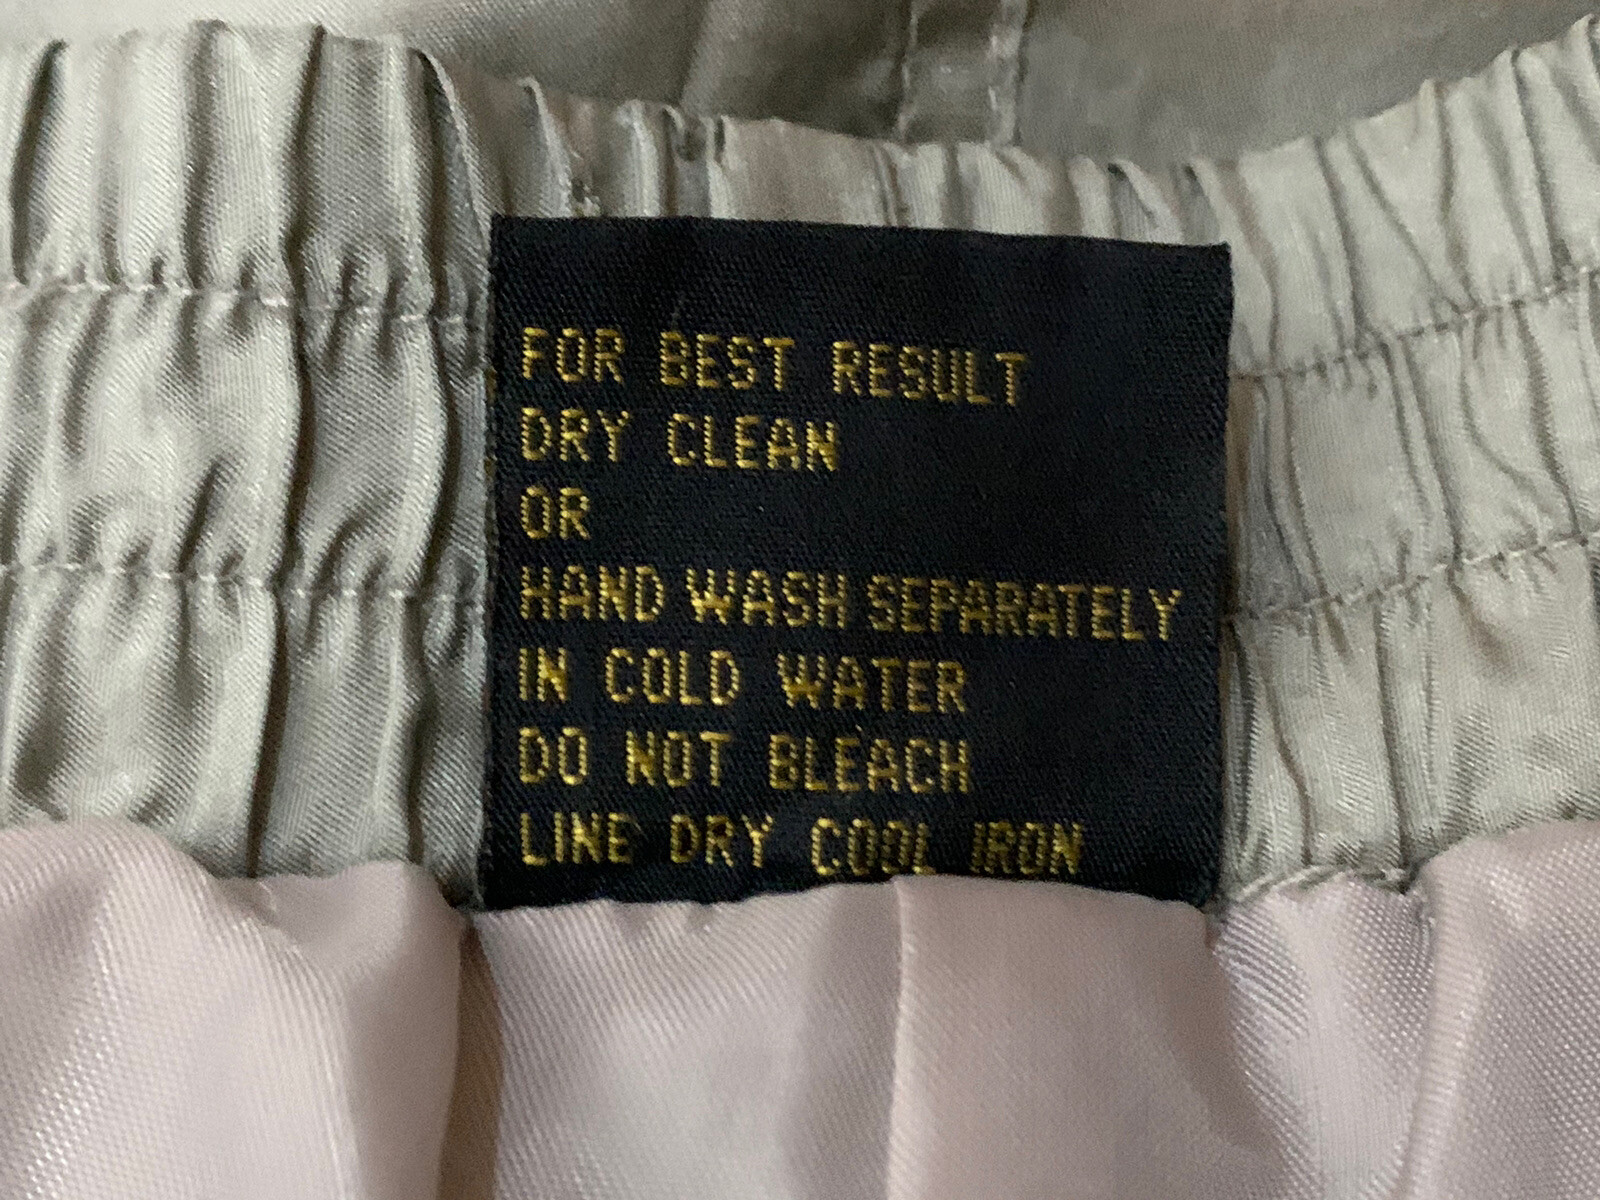 FOR BEST RESULT
DRY CLEAN
OR
HAND WASH SEPARATELY
IN COLD WATER
DO NOT BLEACH
LINE DRY COOL IRON